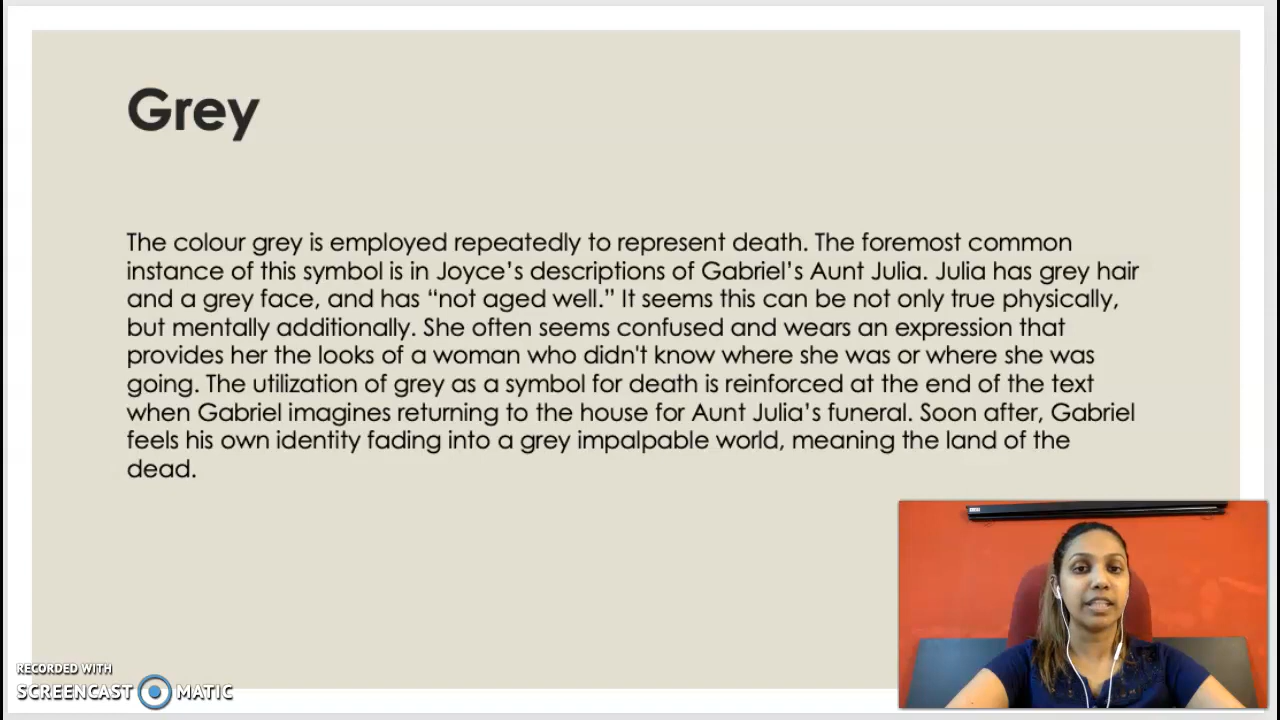 Grey
The colour grey is employed repeatedly to represent death. The foremost common
instance of this symbol is in Joyce’s descriptions of Gabriel’s Aunt Julia. Julia has grey hair
and a grey face, and has “not aged well.” It seems this can be not only true physically,
but mentally additionally. She often seems confused and wears an expression that
provides her the looks of a woman who didn't know where she was or where she was
going. The utilization of grey as a symbol for death is reinforced at the end of the text
when Gabriel imagines returning to the house for Aunt Julia’s funeral. Soon after, Gabriel
feels his own identity fading into a grey impalpable world, meaning the land of the
dead.
RECORDED WITH
SCREENCAST MATIC